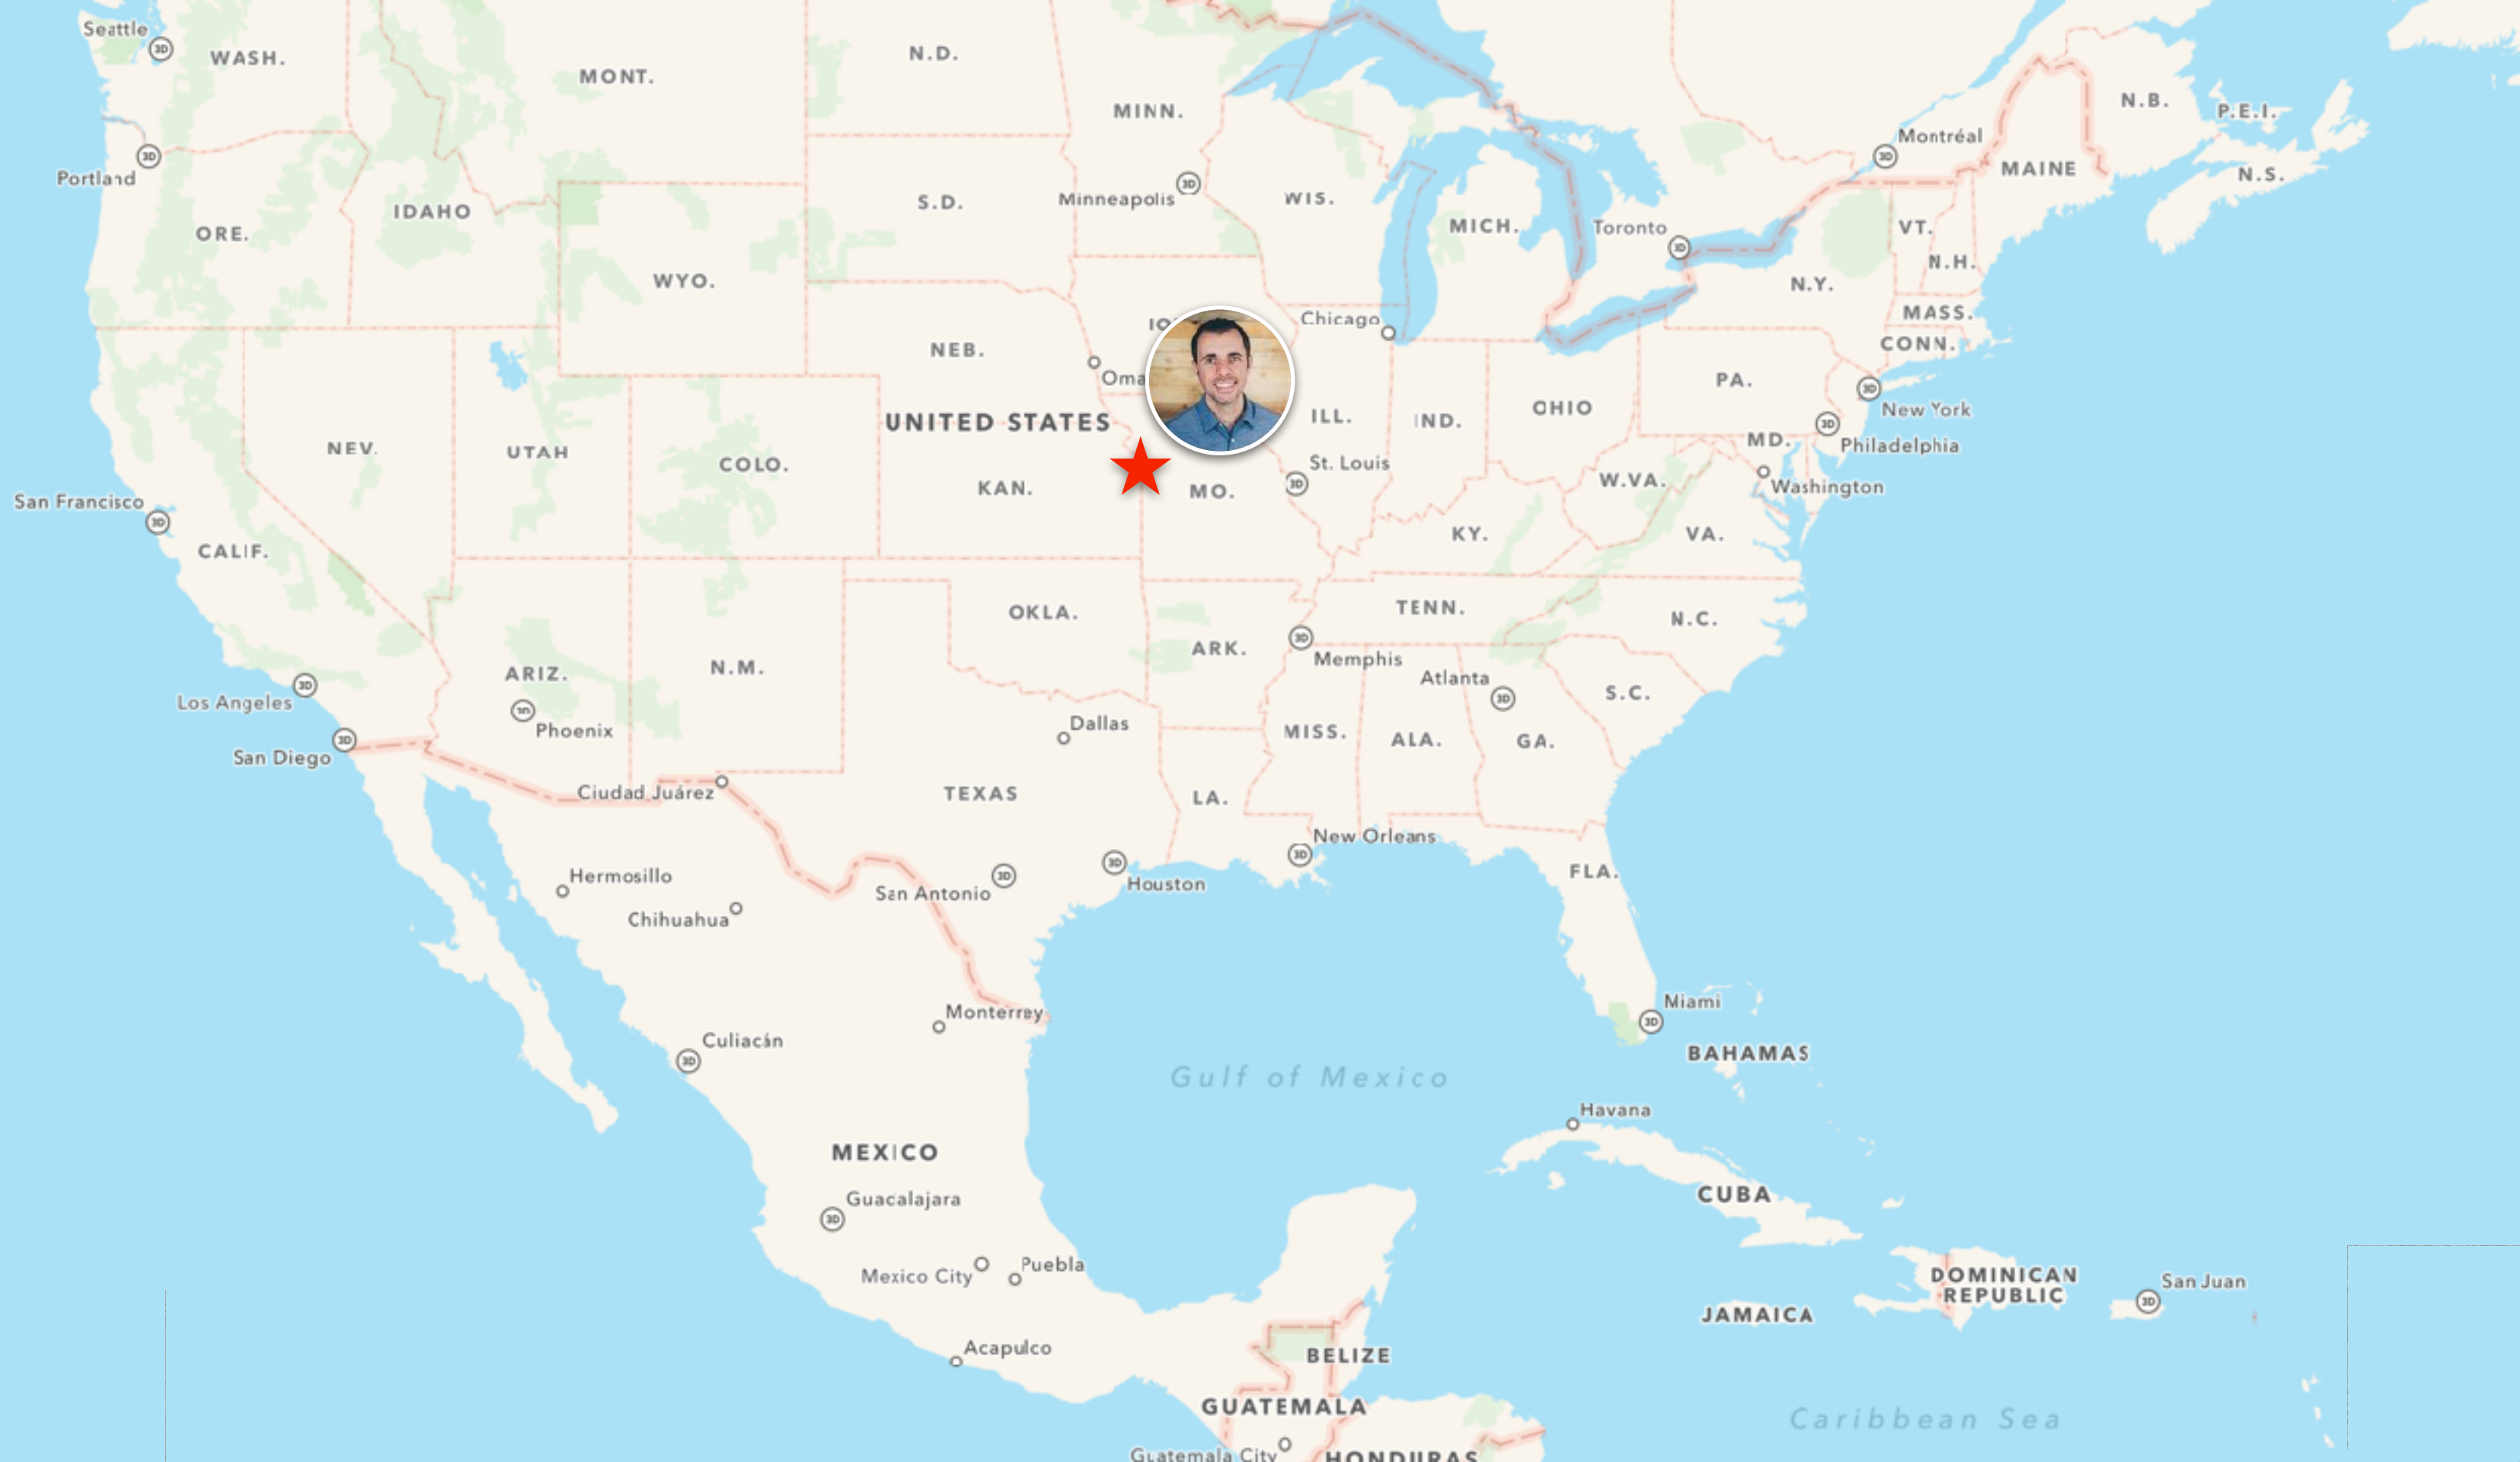 Seattle
WASH.
MONT.
N.D.
MINN.
N.B.
P.E.I.
Montréal
MAINE
N.S.
Portland
IDAHO
S.D.
Minneapolis
WIS.
MICH.
Toronto
VT.
ORE.
N.H.
WYO.
N.Y.
MASS.
Chicago
CONN.
NEB.
Oma
PA.
New York
OHIO
ILL.
IND.
UNITED STATES
MD.
Philadelphia
NEV.
UTAH
COLO.
St. Louis
W.VA.
Washington
KAN.
MO.
San Francisco
KY.
VA.
CALIF.
OKLA.
TENN.
N.C.
ARK.
Memphis
N.M.
ARIZ.
Atlanta
S.C.
Los Angeles
Phoenix
Dallas
MISS.
ALA.
GA.
San Diego
Ciudad Juárez
TEXAS
LA.
New Orleans
FLA.
Hermosillo
San Antonio
Houston
Chihuahua
Miami
Monterrey
Culiacán
BAHAMAS
Gulf of Mexico
Havana
MEXICO
CUBA
Guacalajara
Mexico City
Puebla
DOMINICAN
REPUBLIC
San Juan
JAMAICA
Acapulco
BELIZE
GUATEMALA
Caribbean Sea
Guatemala City
HONDURAS